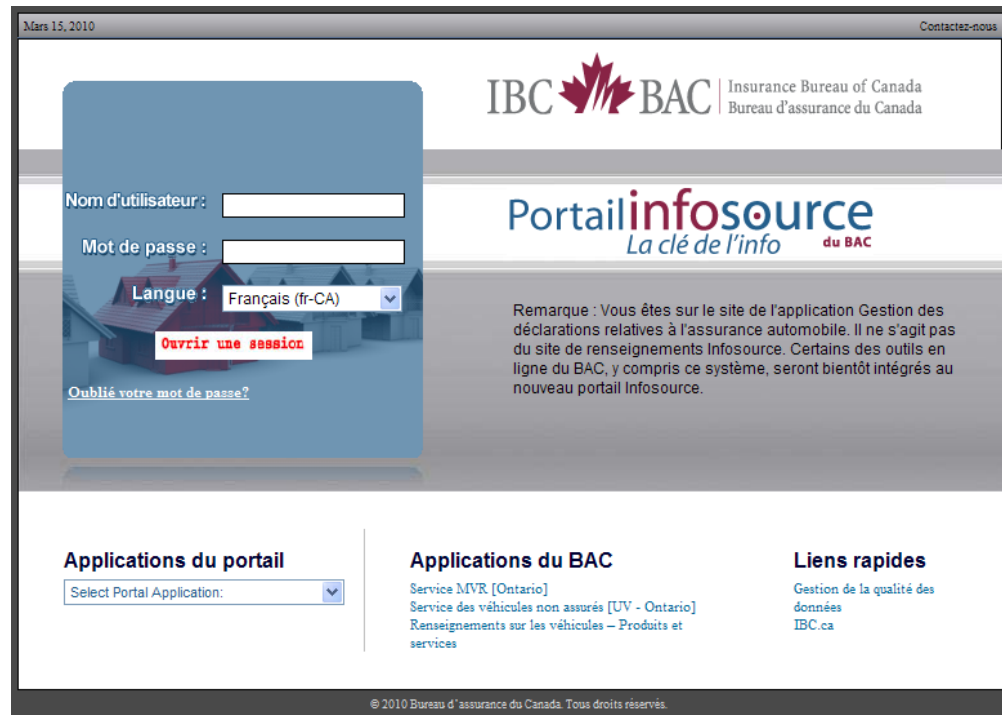 Mars 15, 2010
Contactez-nous
IBC BAC
Insurance Bureau of Canada
Bureau d'assurance du Canada
Nom d'utilisateur :
Mot de passe :
Langue :
Français (fr-CA)
Ouvrir une session
Oublié votre mot de passe?
Portail infosource
La clé de l'info du BAC
Remarque : Vous êtes sur le site de l'application Gestion des
déclarations relatives à l'assurance automobile. Il ne s'agit pas
du site de renseignements Infosource. Certains des outils en
ligne du BAC, y compris ce système, seront bientôt intégrés au
nouveau portail Infosource.
Applications du portail
Select Portal Application:
Applications du BAC
Service MVR [Ontario]
Service des véhicules non assurés [UV - Ontario]
Renseignements sur les véhicules – Produits et
services
Liens rapides
Gestion de la qualité des
données
IBC.ca
© 2010 Bureau d'assurance du Canada. Tous droits réservés.